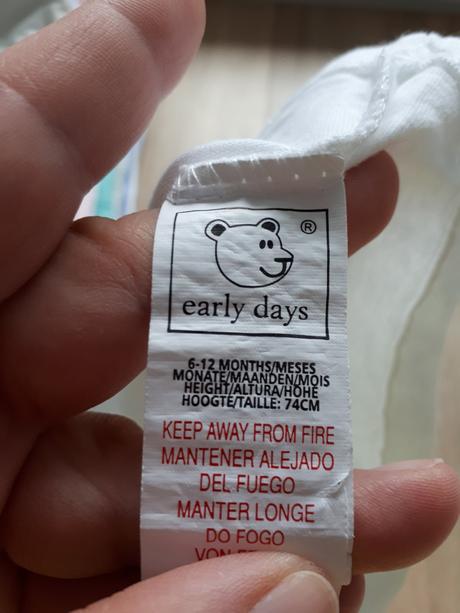 ®
early days
6-12 MONTHS/MESES
MONATE/MAANDEN/MOIS
HEIGHT/ALTURA/HÖHE
HOOGTE/TAILLE: 74CM
KEEP AWAY FROM FIRE
MANTENER ALEJADO
DEL FUEGO
MANTER LONGE
DO FOGO
VON